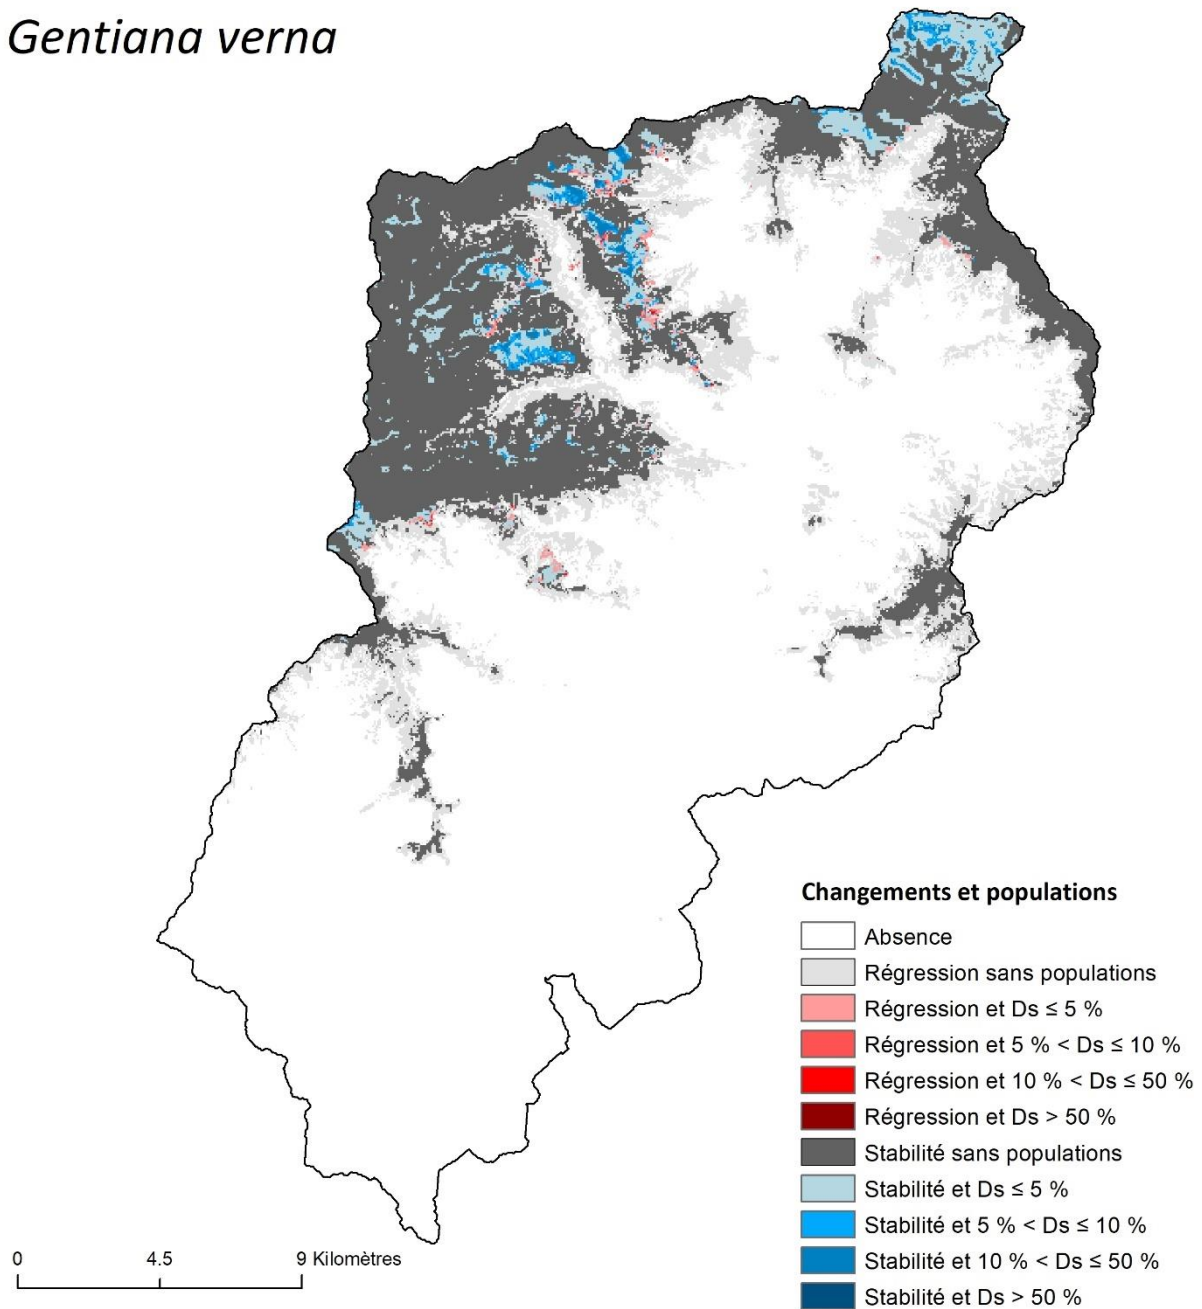 Gentiana verna
Changements et populations
Absence
Régression sans populations
Régression et Ds ≤ 5 %
Régression et 5 % < Ds ≤ 10 %
Régression et 10 % < Ds ≤ 50 %
Régression et Ds > 50 %
Stabilité sans populations
Stabilité et Ds ≤ 5 %
Stabilité et 5 % < Ds ≤ 10 %
Stabilité et 10 % < Ds ≤ 50 %
Stabilité et Ds > 50 %
0 4.5 9 Kilomètres